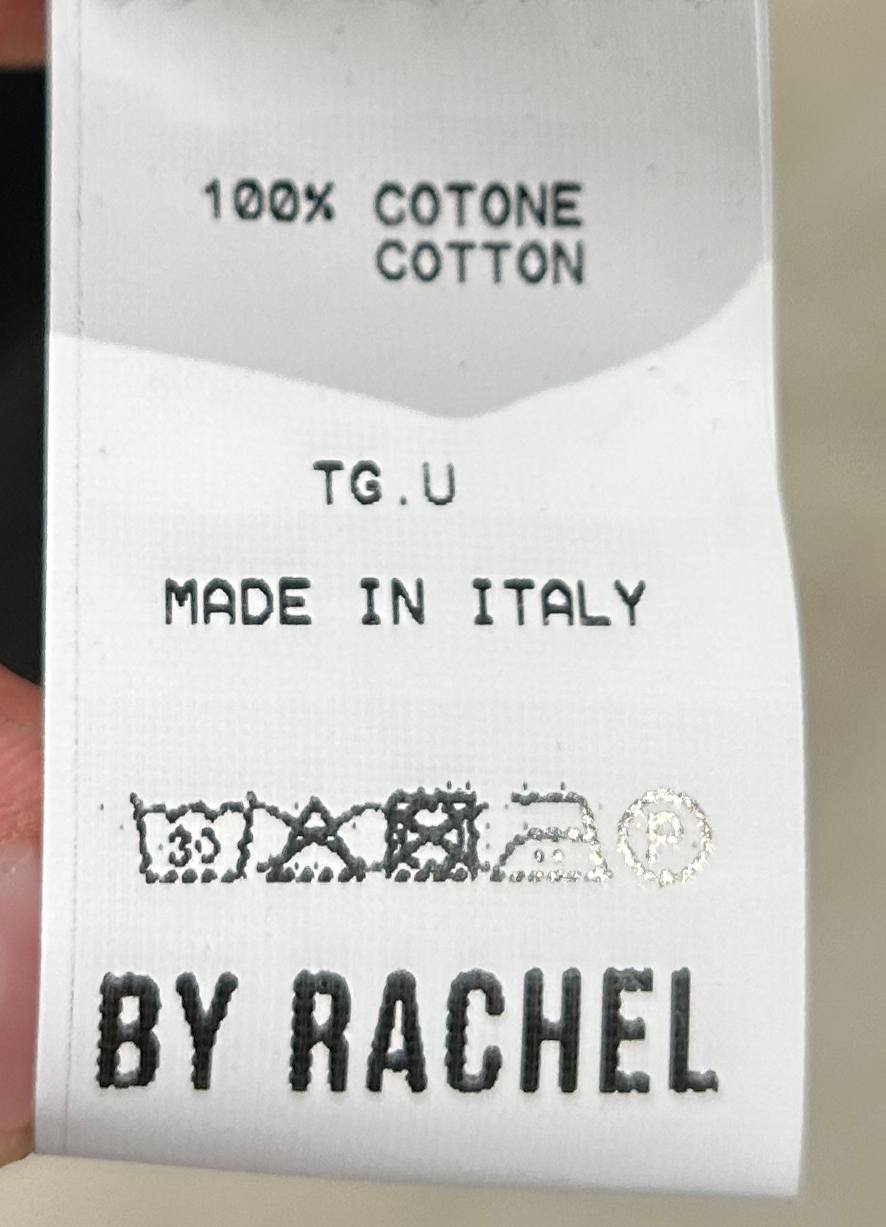 100% COTONE
COTTON
TG.U
MADE IN ITALY
30 P
BY RACHEL